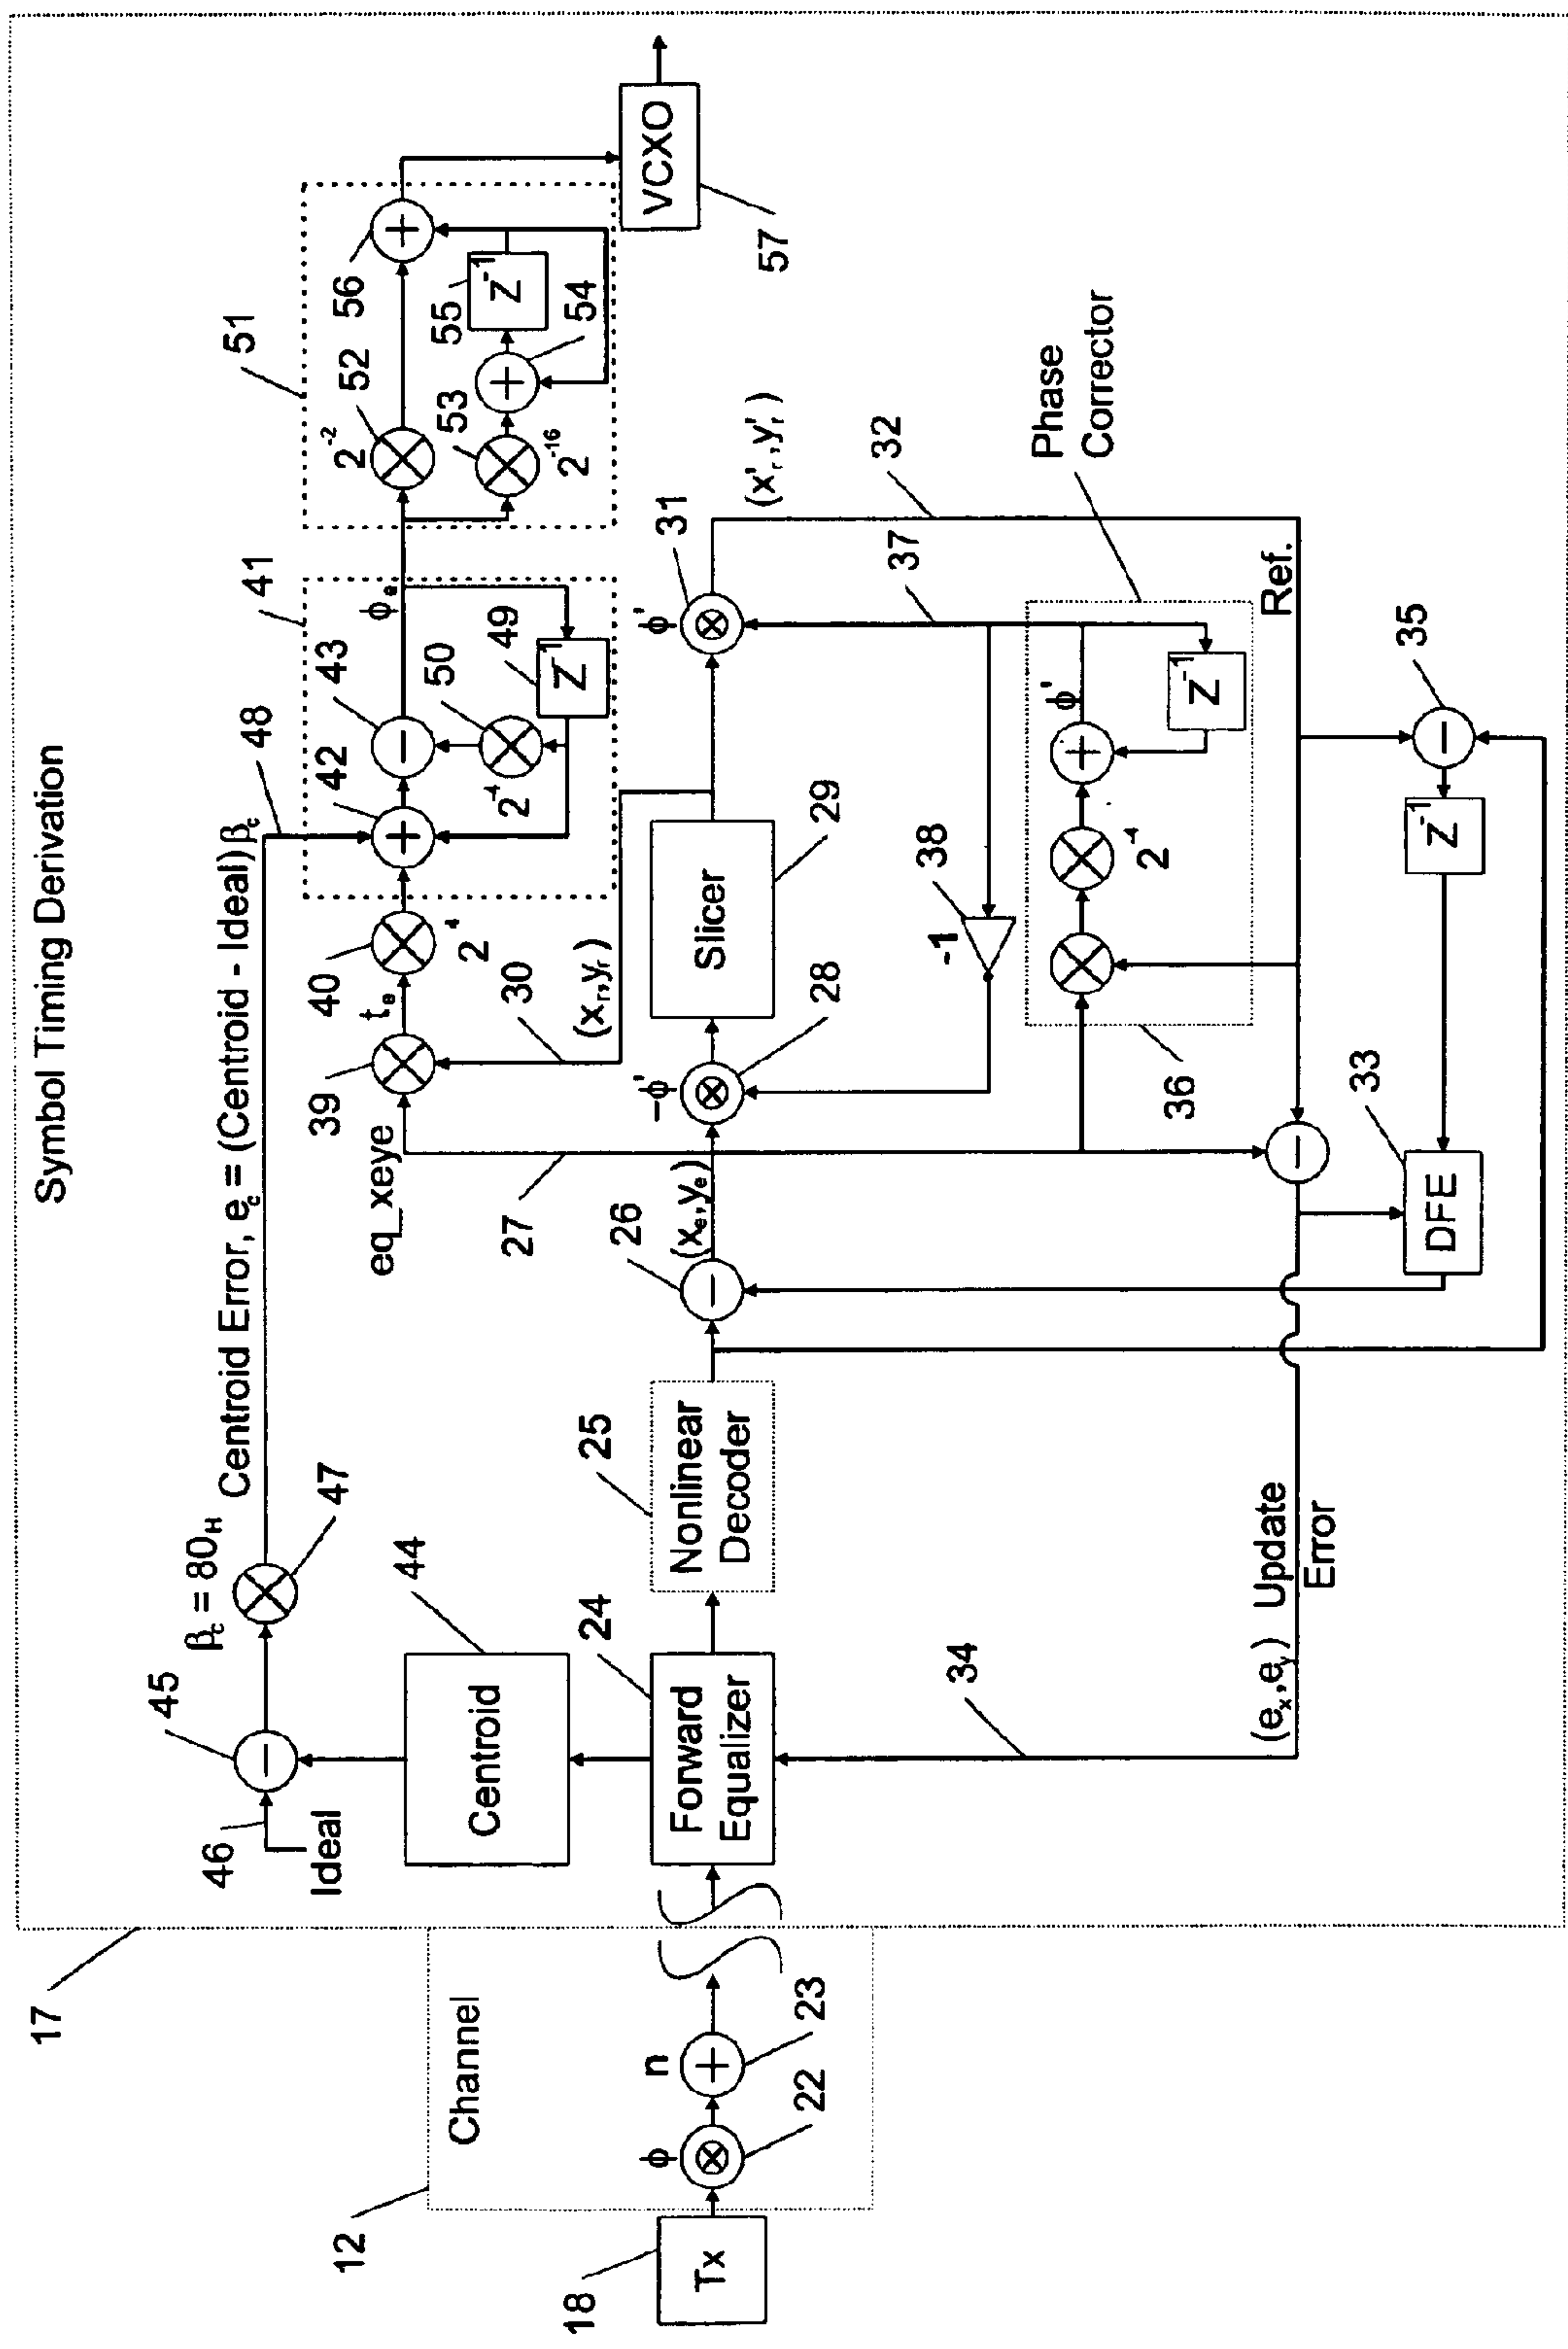 Symbol Timing Derivation
17
Centroid Error, e_c = (Centroid - Ideal)β_c
β_c = 80_H
47
45
46
Ideal
Centroid
44
48
41
42
43
φ_e
50
49
Z^-1
2^-4
51
52
2^-2
56
55
Z^-1
53
54
2^-16
VCXO
57
eq_xeye
39
t_e
40
2^4
30
(x_r,y_r)
12
Channel
18
Tx
φ
22
n
23
24
Forward
Equalizer
25
Nonlinear
Decoder
26
(x_e,y_e)
27
-φ'
28
Slicer
29
φ'
31
(x'_r,y'_r)
32
37
38
-1
Phase
Corrector
36
2^-4
φ'
Z^-1
Ref.
34
(e_x,e_y)
Update
Error
33
DFE
Z^-1
35